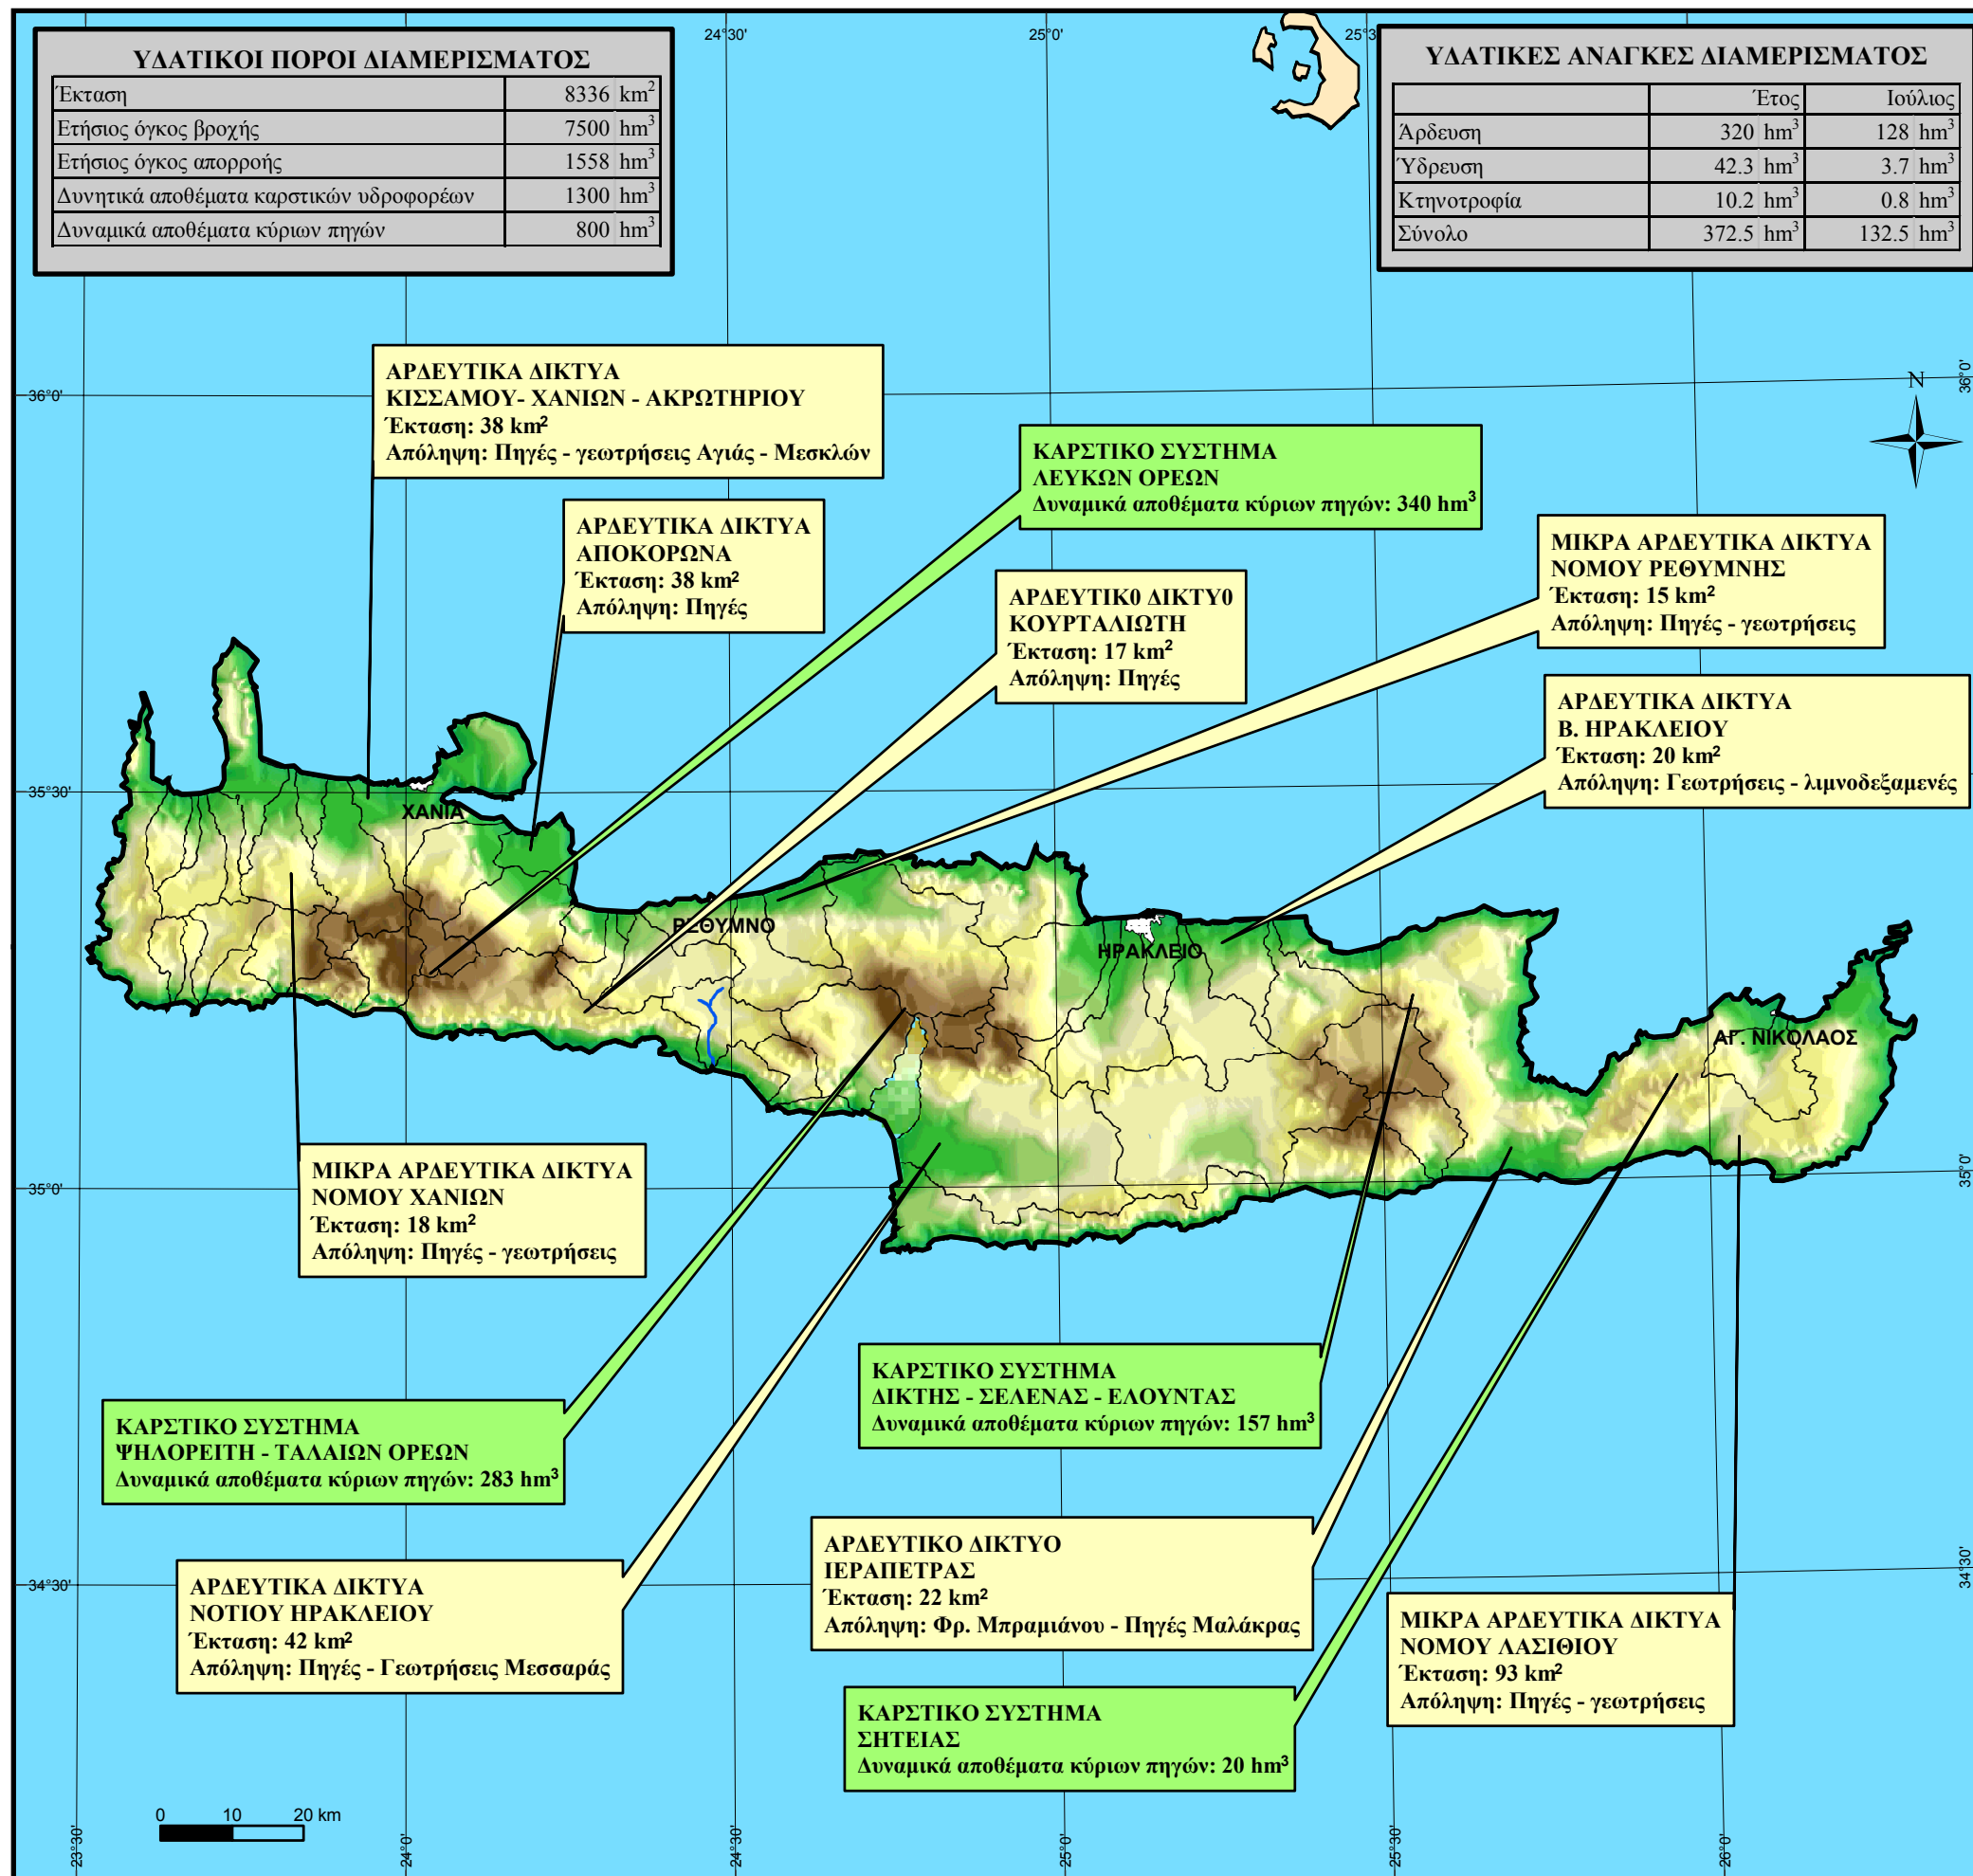 24°30' 25°0'
ΥΔΑΤΙΚΟΙ ΠΟΡΟΙ ΔΙΑΜΕΡΙΣΜΑΤΟΣ
Έκταση 8336 km²
Ετήσιος όγκος βροχής 7500 hm³
Ετήσιος όγκος απορροής 1558 hm³
Δυνητικά αποθέματα καρστικών υδροφορέων 1300 hm³
Δυναμικά αποθέματα κύριων πηγών 800 hm³
ΥΔΑΤΙΚΕΣ ΑΝΑΓΚΕΣ ΔΙΑΜΕΡΙΣΜΑΤΟΣ
Έτος Ιούλιος
Άρδευση 320 hm³ 128 hm³
Ύδρευση 42.3 hm³ 3.7 hm³
Κτηνοτροφία 10.2 hm³ 0.8 hm³
Σύνολο 372.5 hm³ 132.5 hm³
ΑΡΔΕΥΤΙΚΑ ΔΙΚΤΥΑ
ΚΙΣΣΑΜΟΥ- ΧΑΝΙΩΝ - ΑΚΡΩΤΗΡΙΟΥ
Έκταση: 38 km²
Απόληψη: Πηγές - γεωτρήσεις Αγιάς - Μεσκλών
36°0'
N
36°0'
ΚΑΡΣΤΙΚΟ ΣΥΣΤΗΜΑ
ΛΕΥΚΩΝ ΟΡΕΩΝ
Δυναμικά αποθέματα κύριων πηγών: 340 hm³
ΑΡΔΕΥΤΙΚΑ ΔΙΚΤΥΑ
ΑΠΟΚΟΡΩΝΑ
Έκταση: 38 km²
Απόληψη: Πηγές
ΜΙΚΡΑ ΑΡΔΕΥΤΙΚΑ ΔΙΚΤΥΑ
ΝΟΜΟΥ ΡΕΘΥΜΝΗΣ
Έκταση: 15 km²
Απόληψη: Πηγές - γεωτρήσεις
ΑΡΔΕΥΤΙΚ0 ΔΙΚΤΥ0
ΚΟΥΡΤΑΛΙΩΤΗ
Έκταση: 17 km²
Απόληψη: Πηγές
ΑΡΔΕΥΤΙΚΑ ΔΙΚΤΥΑ
Β. ΗΡΑΚΛΕΙΟΥ
Έκταση: 20 km²
Απόληψη: Γεωτρήσεις - λιμνοδεξαμενές
35°30'
ΧΑΝΙΑ
ΡΕΘΥΜΝΟ
ΗΡΑΚΛΕΙΟ
ΑΓ. ΝΙΚΟΛΑΟΣ
35°0'
35°0'
ΜΙΚΡΑ ΑΡΔΕΥΤΙΚΑ ΔΙΚΤΥΑ
ΝΟΜΟΥ ΧΑΝΙΩΝ
Έκταση: 18 km²
Απόληψη: Πηγές - γεωτρήσεις
ΚΑΡΣΤΙΚΟ ΣΥΣΤΗΜΑ
ΔΙΚΤΗΣ - ΣΕΛΕΝΑΣ - ΕΛΟΥΝΤΑΣ
Δυναμικά αποθέματα κύριων πηγών: 157 hm³
ΚΑΡΣΤΙΚΟ ΣΥΣΤΗΜΑ
ΨΗΛΟΡΕΙΤΗ - ΤΑΛΑΙΩΝ ΟΡΕΩΝ
Δυναμικά αποθέματα κύριων πηγών: 283 hm³
ΑΡΔΕΥΤΙΚΟ ΔΙΚΤΥΟ
ΙΕΡΑΠΕΤΡΑΣ
Έκταση: 22 km²
Απόληψη: Φρ. Μπραμιάνου - Πηγές Μαλάκρας
34°30'
34°30'
ΑΡΔΕΥΤΙΚΑ ΔΙΚΤΥΑ
ΝΟΤΙΟΥ ΗΡΑΚΛΕΙΟΥ
Έκταση: 42 km²
Απόληψη: Πηγές - Γεωτρήσεις Μεσσαράς
ΜΙΚΡΑ ΑΡΔΕΥΤΙΚΑ ΔΙΚΤΥΑ
ΝΟΜΟΥ ΛΑΣΙΘΙΟΥ
Έκταση: 93 km²
Απόληψη: Πηγές - γεωτρήσεις
ΚΑΡΣΤΙΚΟ ΣΥΣΤΗΜΑ
ΣΗΤΕΙΑΣ
Δυναμικά αποθέματα κύριων πηγών: 20 hm³
0 10 20 km
23°30' 24°0' 24°30' 25°0' 25°30' 26°0'